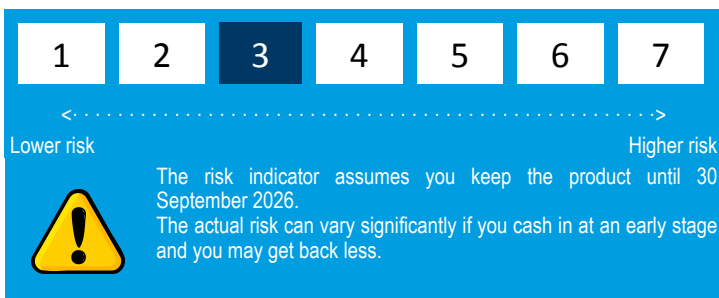 1 2 3 4 5 6 7
Lower risk Higher risk
The risk indicator assumes you keep the product until 30
September 2026.
The actual risk can vary significantly if you cash in at an early stage
and you may get back less.